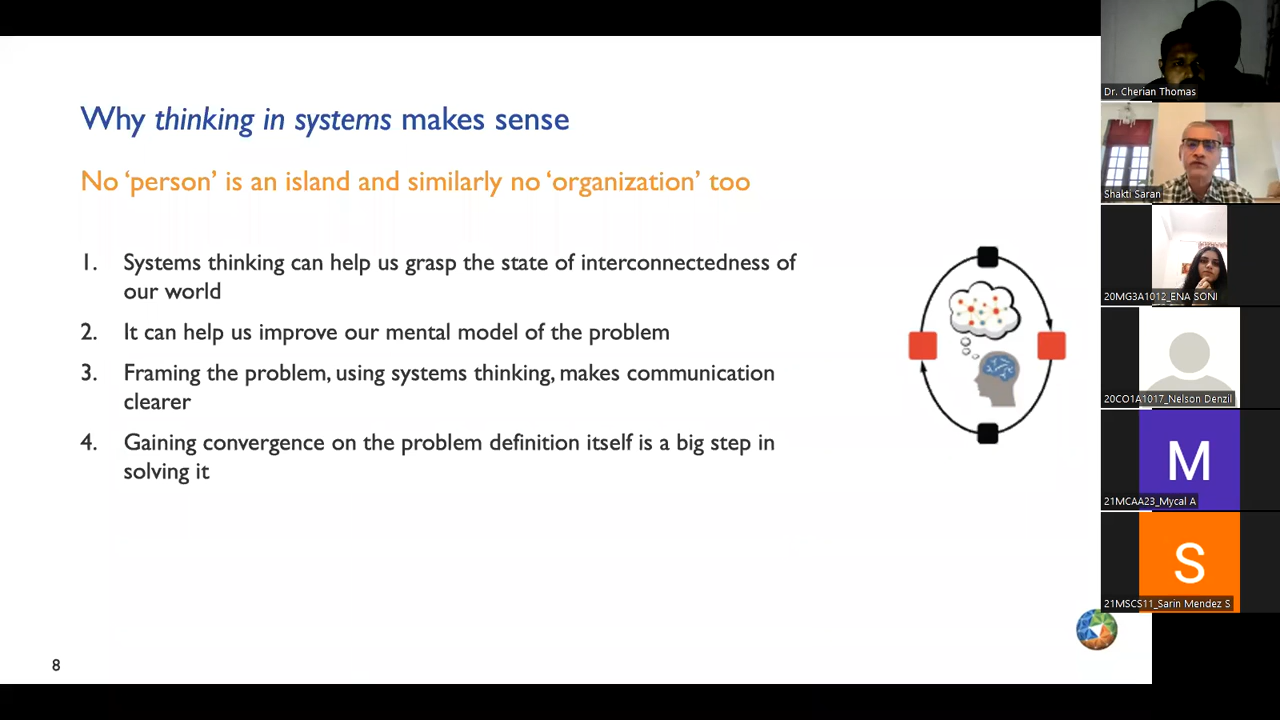 Why thinking in systems makes sense
No ‘person’ is an island and similarly no ‘organization’ too
1. Systems thinking can help us grasp the state of interconnectedness of
our world
2. It can help us improve our mental model of the problem
3. Framing the problem, using systems thinking, makes communication
clearer
4. Gaining convergence on the problem definition itself is a big step in
solving it
8
Dr. Cherian Thomas
Shakti Saran
20MG3A1012_ENA SONI
20CO1A1017_Nelson Denzil
M
21MCAA23_Mycal A
S
21MSCS11_Sarin Mendez S